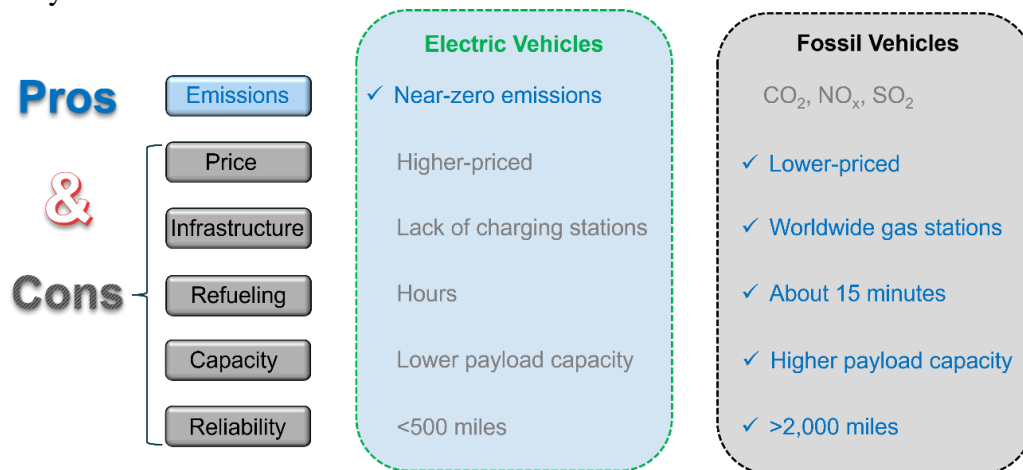 Electric Vehicles
Fossil Vehicles
Pros
&
Cons
Emissions
✓ Near-zero emissions
CO₂, NOₓ, SO₂
Price
Higher-priced
✓ Lower-priced
Infrastructure
Lack of charging stations
✓ Worldwide gas stations
Refueling
Hours
✓ About 15 minutes
Capacity
Lower payload capacity
✓ Higher payload capacity
Reliability
<500 miles
✓ >2,000 miles